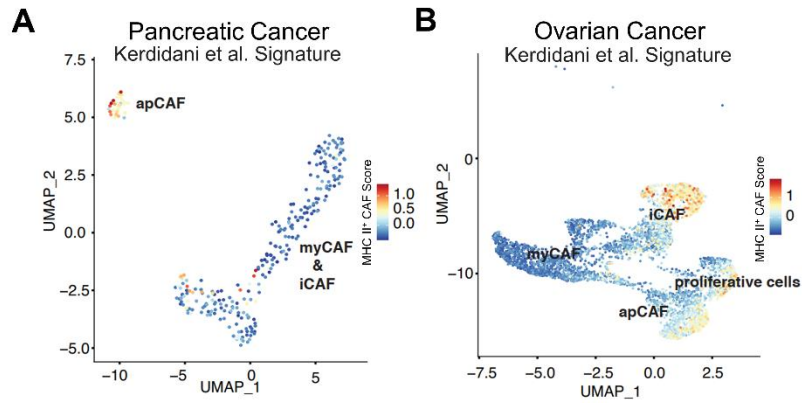 A
Pancreatic Cancer
Kerdidani et al. Signature
7.5
5.0
2.5
0.0
−2.5
−5.0
UMAP_2
apCAF
myCAF
&
iCAF
MHC II⁺ CAF Score
1.0
0.5
0.0
−10
−5
0
5
UMAP_1
B
Ovarian Cancer
Kerdidani et al. Signature
0
−10
UMAP_2
iCAF
myCAF
proliferative cells
apCAF
MHC II⁺ CAF Score
1
0
−7.5
−5.0
−2.5
0.0
2.5
UMAP_1